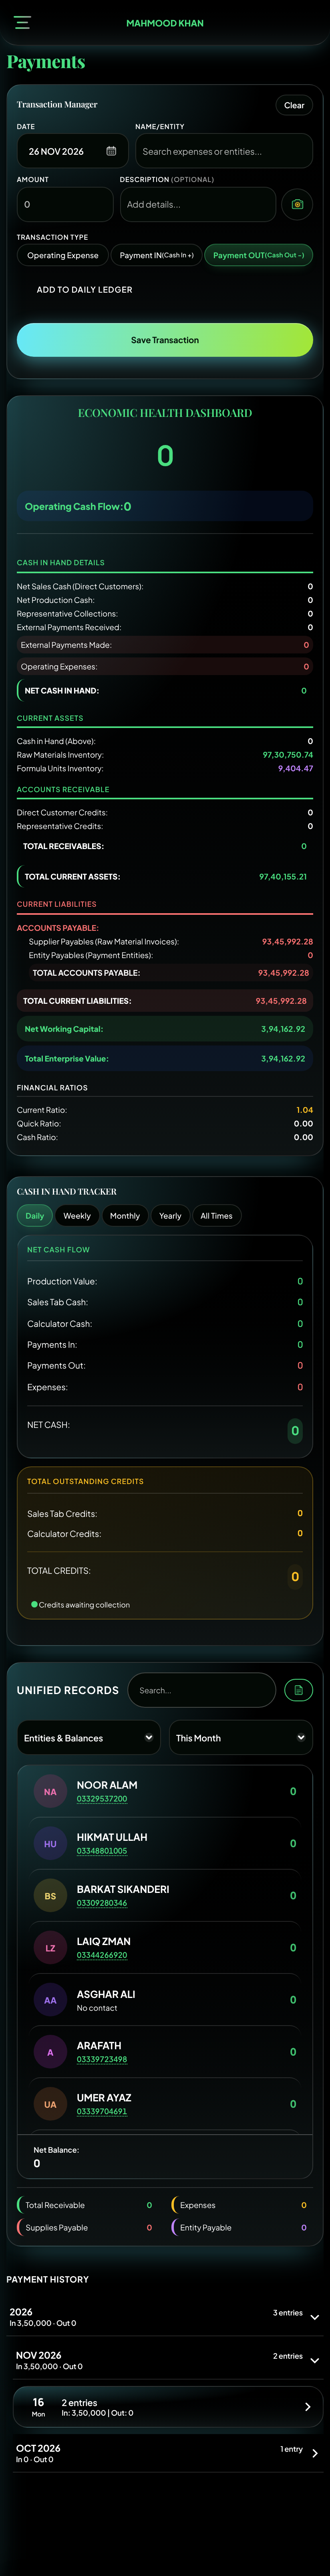 MAHMOOD KHAN
Payments
Transaction Manager
Clear
DATE
NAME/ENTITY
26 NOV 2026
Search expenses or entities...
AMOUNT
DESCRIPTION (OPTIONAL)
0
Add details...
TRANSACTION TYPE
Operating Expense
Payment IN(Cash In +)
Payment OUT(Cash Out -)
ADD TO DAILY LEDGER
Save Transaction
ECONOMIC HEALTH DASHBOARD
0
Operating Cash Flow:0
CASH IN HAND DETAILS
Net Sales Cash (Direct Customers): 0
Net Production Cash: 0
Representative Collections: 0
External Payments Received: 0
External Payments Made: 0
Operating Expenses: 0
NET CASH IN HAND: 0
CURRENT ASSETS
Cash in Hand (Above): 0
Raw Materials Inventory: 97,30,750.74
Formula Units Inventory: 9,404.47
ACCOUNTS RECEIVABLE
Direct Customer Credits: 0
Representative Credits: 0
TOTAL RECEIVABLES: 0
TOTAL CURRENT ASSETS: 97,40,155.21
CURRENT LIABILITIES
ACCOUNTS PAYABLE:
Supplier Payables (Raw Material Invoices): 93,45,992.28
Entity Payables (Payment Entities): 0
TOTAL ACCOUNTS PAYABLE: 93,45,992.28
TOTAL CURRENT LIABILITIES: 93,45,992.28
Net Working Capital: 3,94,162.92
Total Enterprise Value: 3,94,162.92
FINANCIAL RATIOS
Current Ratio: 1.04
Quick Ratio: 0.00
Cash Ratio: 0.00
CASH IN HAND TRACKER
Daily
Weekly
Monthly
Yearly
All Times
NET CASH FLOW
Production Value: 0
Sales Tab Cash: 0
Calculator Cash: 0
Payments In: 0
Payments Out: 0
Expenses: 0
NET CASH: 0
TOTAL OUTSTANDING CREDITS
Sales Tab Credits: 0
Calculator Credits: 0
TOTAL CREDITS: 0
Credits awaiting collection
UNIFIED RECORDS
Search...
Entities & Balances
This Month
NA
NOOR ALAM
03329537200
0
HU
HIKMAT ULLAH
03348801005
0
BS
BARKAT SIKANDERI
03309280346
0
LZ
LAIQ ZMAN
03344266920
0
AA
ASGHAR ALI
No contact
0
A
ARAFATH
03339723498
0
UA
UMER AYAZ
03339704691
0
Net Balance:
0
Total Receivable 0
Expenses 0
Supplies Payable 0
Entity Payable 0
PAYMENT HISTORY
2026
In 3,50,000 · Out 0
3 entries
NOV 2026
In 3,50,000 · Out 0
2 entries
16
Mon
2 entries
In: 3,50,000 | Out: 0
OCT 2026
In 0 · Out 0
1 entry